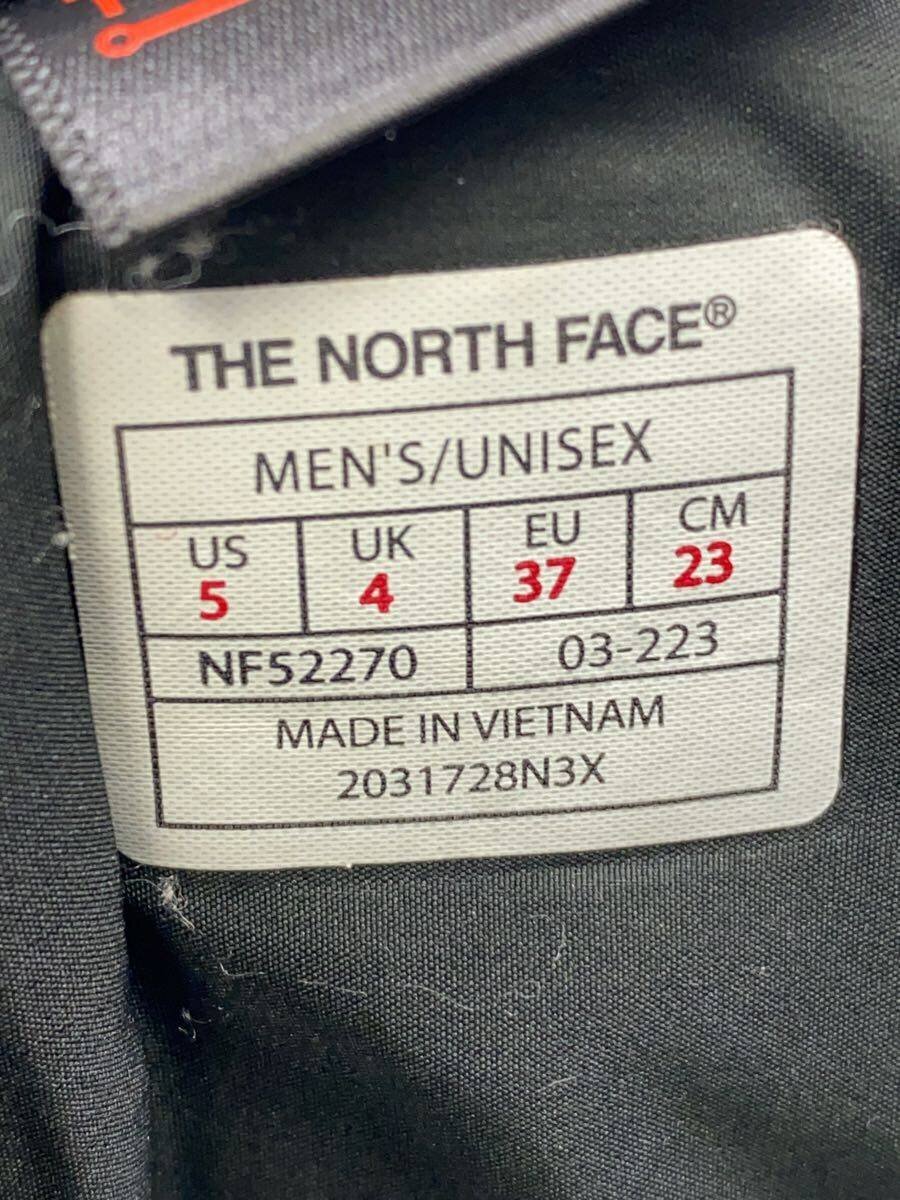 THE NORTH FACE®
MEN'S/UNISEX
US UK EU CM
5 4 37 23
NF52270 03-223
MADE IN VIETNAM
2031728N3X